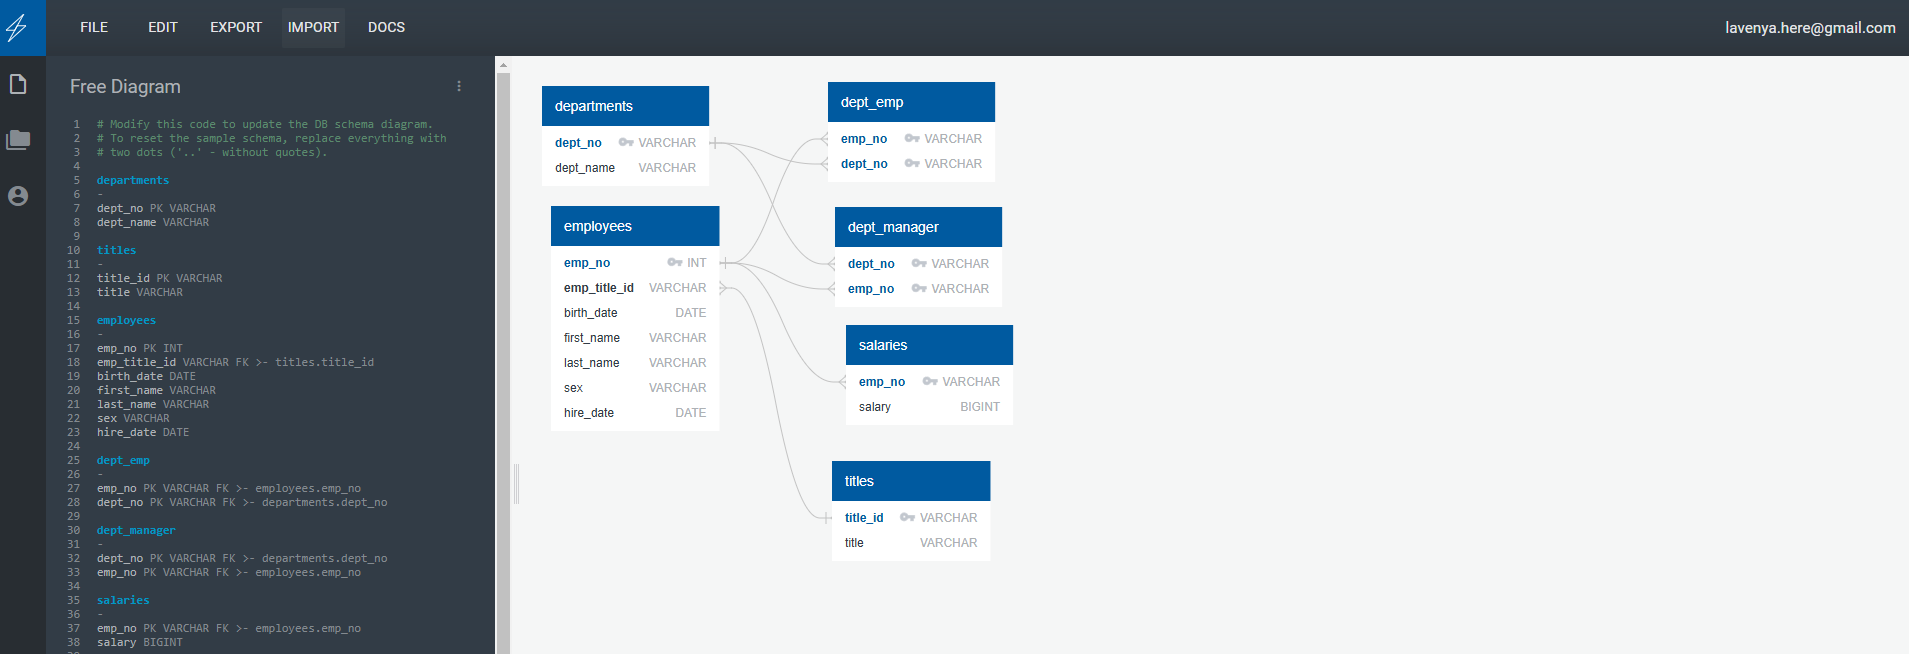 FILE EDIT EXPORT IMPORT DOCS lavenya.here@gmail.com
Free Diagram
1 # Modify this code to update the DB schema diagram.
2 # To reset the sample schema, replace everything with
3 # two dots ('..' - without quotes).
4
5 departments
6 -
7 dept_no PK VARCHAR
8 dept_name VARCHAR
9
10 titles
11 -
12 title_id PK VARCHAR
13 title VARCHAR
14
15 employees
16 -
17 emp_no PK INT
18 emp_title_id VARCHAR FK >- titles.title_id
19 birth_date DATE
20 first_name VARCHAR
21 last_name VARCHAR
22 sex VARCHAR
23 hire_date DATE
24
25 dept_emp
26 -
27 emp_no PK VARCHAR FK >- employees.emp_no
28 dept_no PK VARCHAR FK >- departments.dept_no
29
30 dept_manager
31 -
32 dept_no PK VARCHAR FK >- departments.dept_no
33 emp_no PK VARCHAR FK >- employees.emp_no
34
35 salaries
36 -
37 emp_no PK VARCHAR FK >- employees.emp_no
38 salary BIGINT
39
departments
dept_no VARCHAR
dept_name VARCHAR
employees
emp_no INT
emp_title_id VARCHAR
birth_date DATE
first_name VARCHAR
last_name VARCHAR
sex VARCHAR
hire_date DATE
dept_emp
emp_no VARCHAR
dept_no VARCHAR
dept_manager
dept_no VARCHAR
emp_no VARCHAR
salaries
emp_no VARCHAR
salary BIGINT
titles
title_id VARCHAR
title VARCHAR